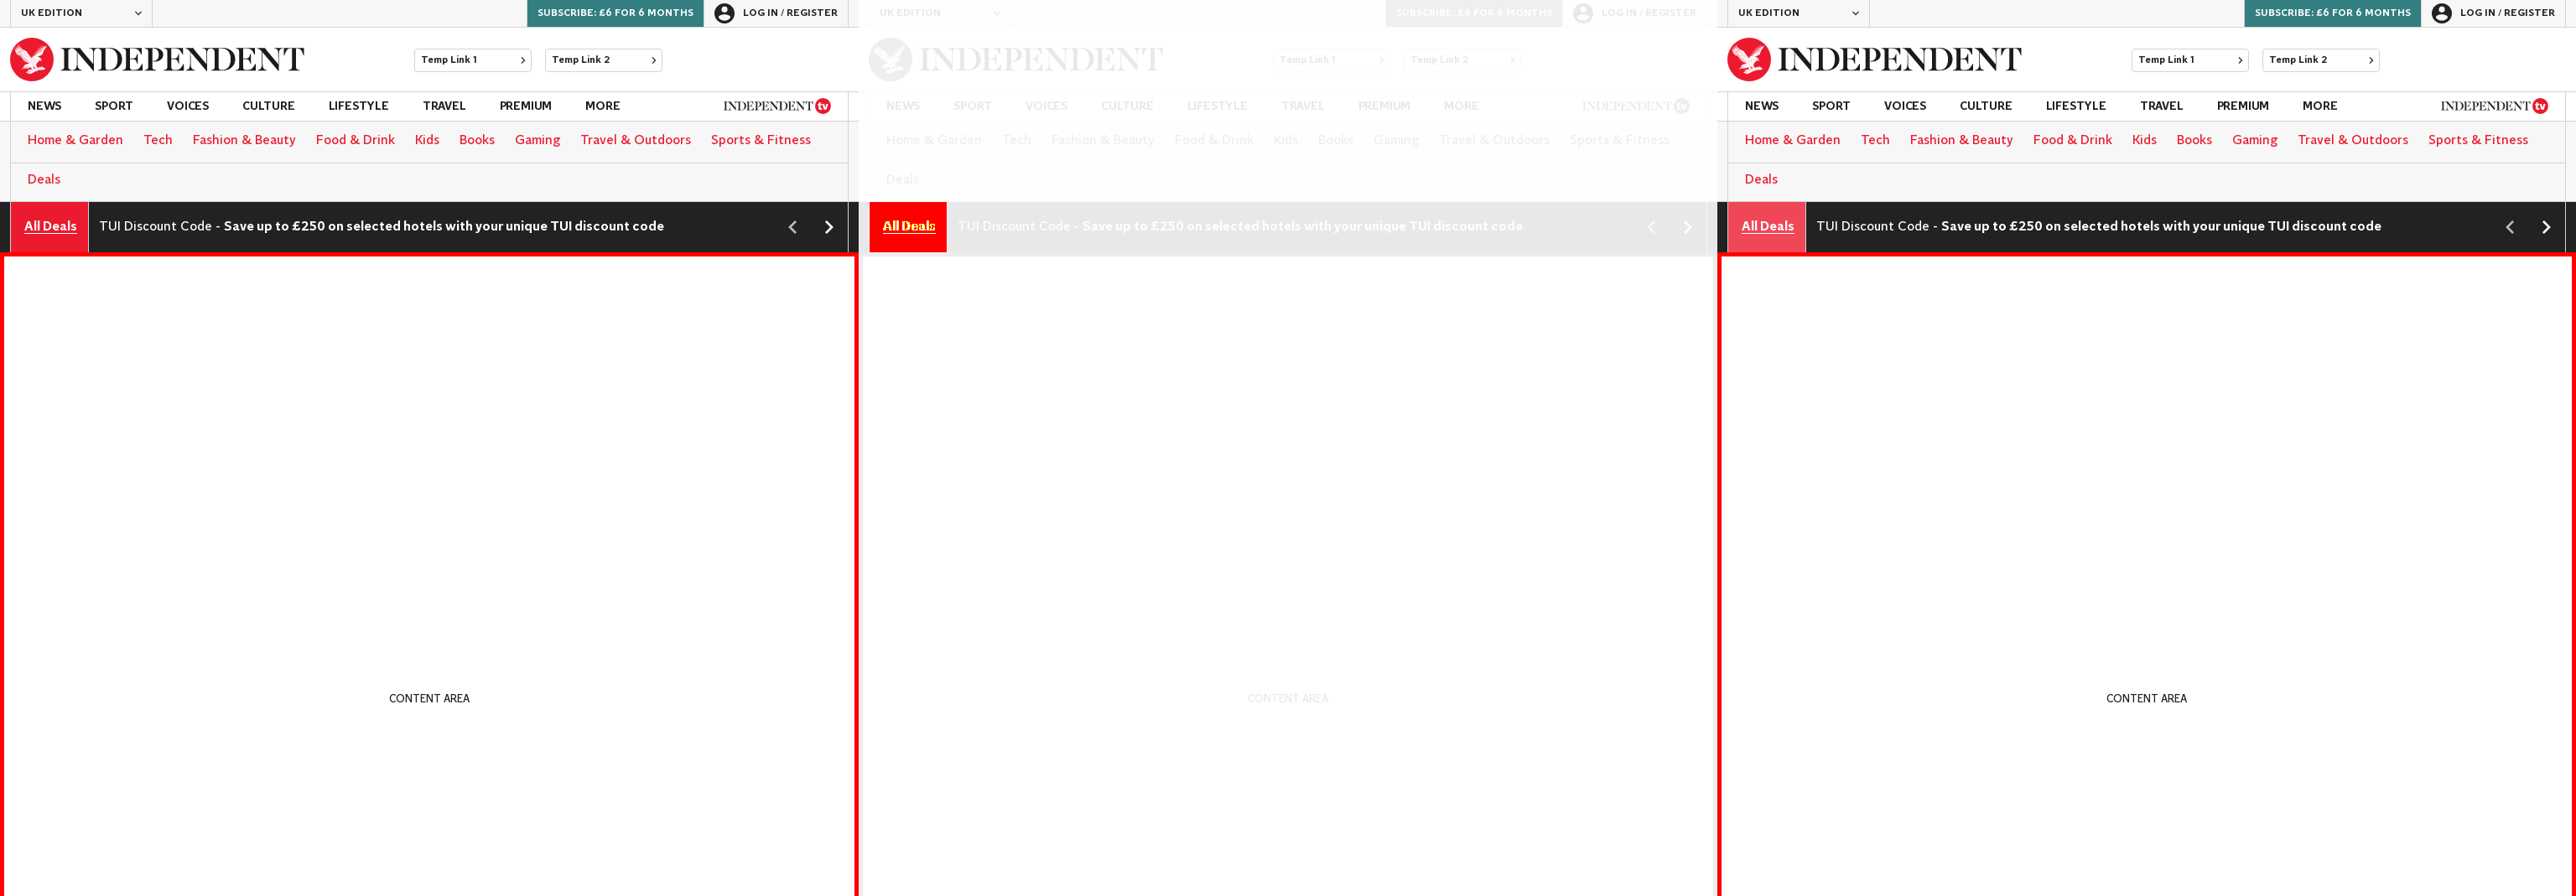 UK EDITION
SUBSCRIBE: £6 FOR 6 MONTHS
LOG IN / REGISTER
INDEPENDENT
Temp Link 1
Temp Link 2
NEWS SPORT VOICES CULTURE LIFESTYLE TRAVEL PREMIUM MORE INDEPENDENT tv
Home & Garden Tech Fashion & Beauty Food & Drink Kids Books Gaming Travel & Outdoors Sports & Fitness
Deals
All Deals TUI Discount Code - Save up to £250 on selected hotels with your unique TUI discount code
CONTENT AREA
UK EDITION
SUBSCRIBE: £6 FOR 6 MONTHS
LOG IN / REGISTER
INDEPENDENT
Temp Link 1
Temp Link 2
NEWS SPORT VOICES CULTURE LIFESTYLE TRAVEL PREMIUM MORE INDEPENDENT tv
Home & Garden Tech Fashion & Beauty Food & Drink Kids Books Gaming Travel & Outdoors Sports & Fitness
Deals
All Deals TUI Discount Code - Save up to £250 on selected hotels with your unique TUI discount code
CONTENT AREA
UK EDITION
SUBSCRIBE: £6 FOR 6 MONTHS
LOG IN / REGISTER
INDEPENDENT
Temp Link 1
Temp Link 2
NEWS SPORT VOICES CULTURE LIFESTYLE TRAVEL PREMIUM MORE INDEPENDENT tv
Home & Garden Tech Fashion & Beauty Food & Drink Kids Books Gaming Travel & Outdoors Sports & Fitness
Deals
All Deals TUI Discount Code - Save up to £250 on selected hotels with your unique TUI discount code
CONTENT AREA